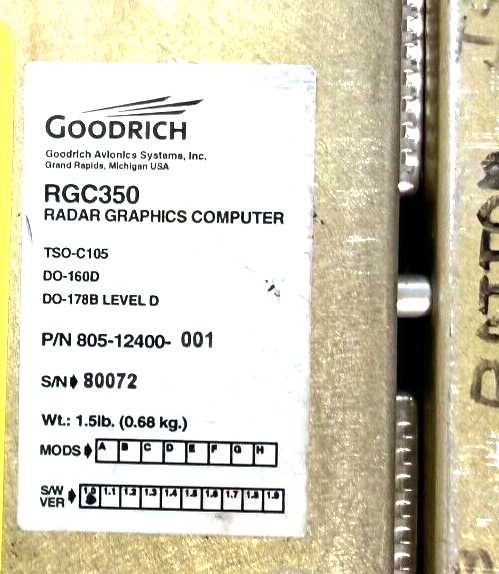 GOODRICH
Goodrich Avionics Systems, Inc.
Grand Rapids, Michigan USA
RGC350
RADAR GRAPHICS COMPUTER
TSO-C105
DO-160D
DO-178B LEVEL D
P/N 805-12400- 001
S/N 80072
Wt.: 1.5lb. (0.68 kg.)
MODS A B C D E F G H
S/W VER 1.0 1.1 1.2 1.3 1.4 1.5 1.6 1.7 1.8 1.9
BOTTOM